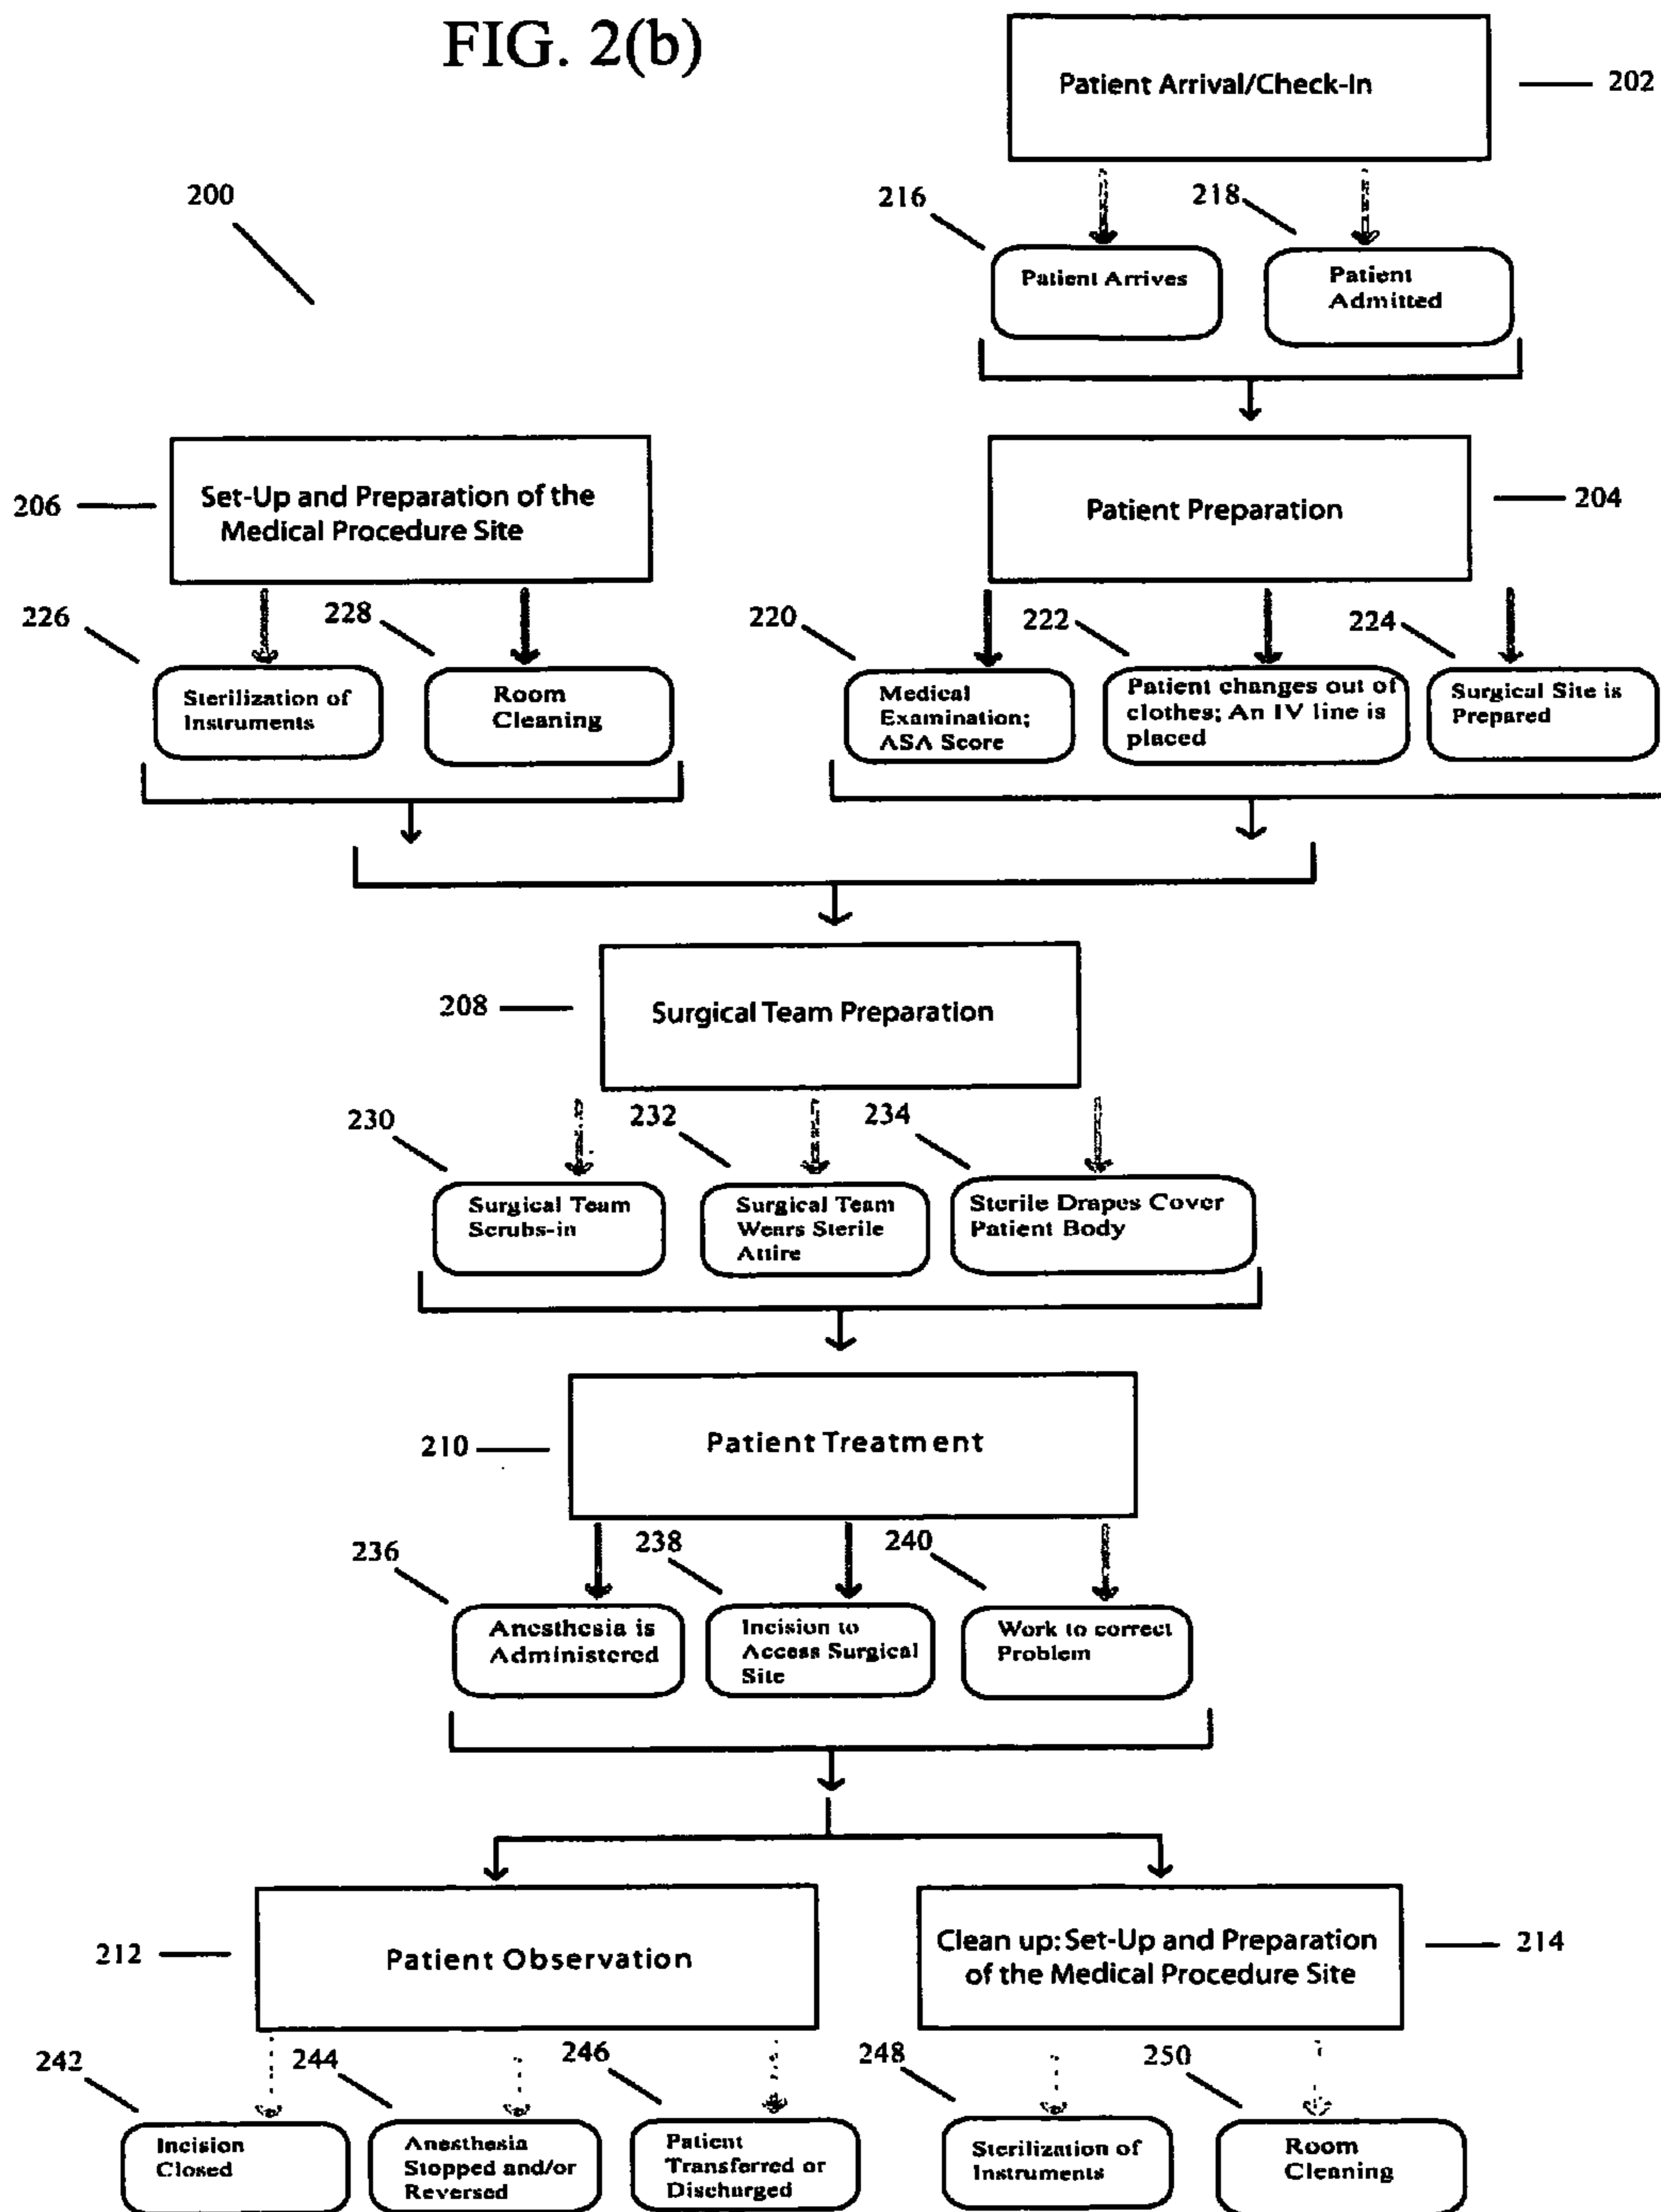 FIG. 2(b)
Patient Arrival/Check-In
202
200
216
218
Patient Arrives
Patient
Admitted
206
Set-Up and Preparation of the
Medical Procedure Site
Patient Preparation
204
226
228
220
222
224
Sterilization of
Instruments
Room
Cleaning
Medical
Examination;
ASA Score
Patient changes out of
clothes; An IV line is
placed
Surgical Site is
Prepared
208
Surgical Team Preparation
230
232
234
Surgical Team
Scrubs-in
Surgical Team
Wears Sterile
Attire
Sterile Drapes Cover
Patient Body
210
Patient Treatment
236
238
240
Anesthesia is
Administered
Incision to
Access Surgical
Site
Work to correct
Problem
212
Patient Observation
Clean up: Set-Up and Preparation
of the Medical Procedure Site
214
242
244
246
248
250
Incision
Closed
Anesthesia
Stopped and/or
Reversed
Patient
Transferred or
Discharged
Sterilization of
Instruments
Room
Cleaning